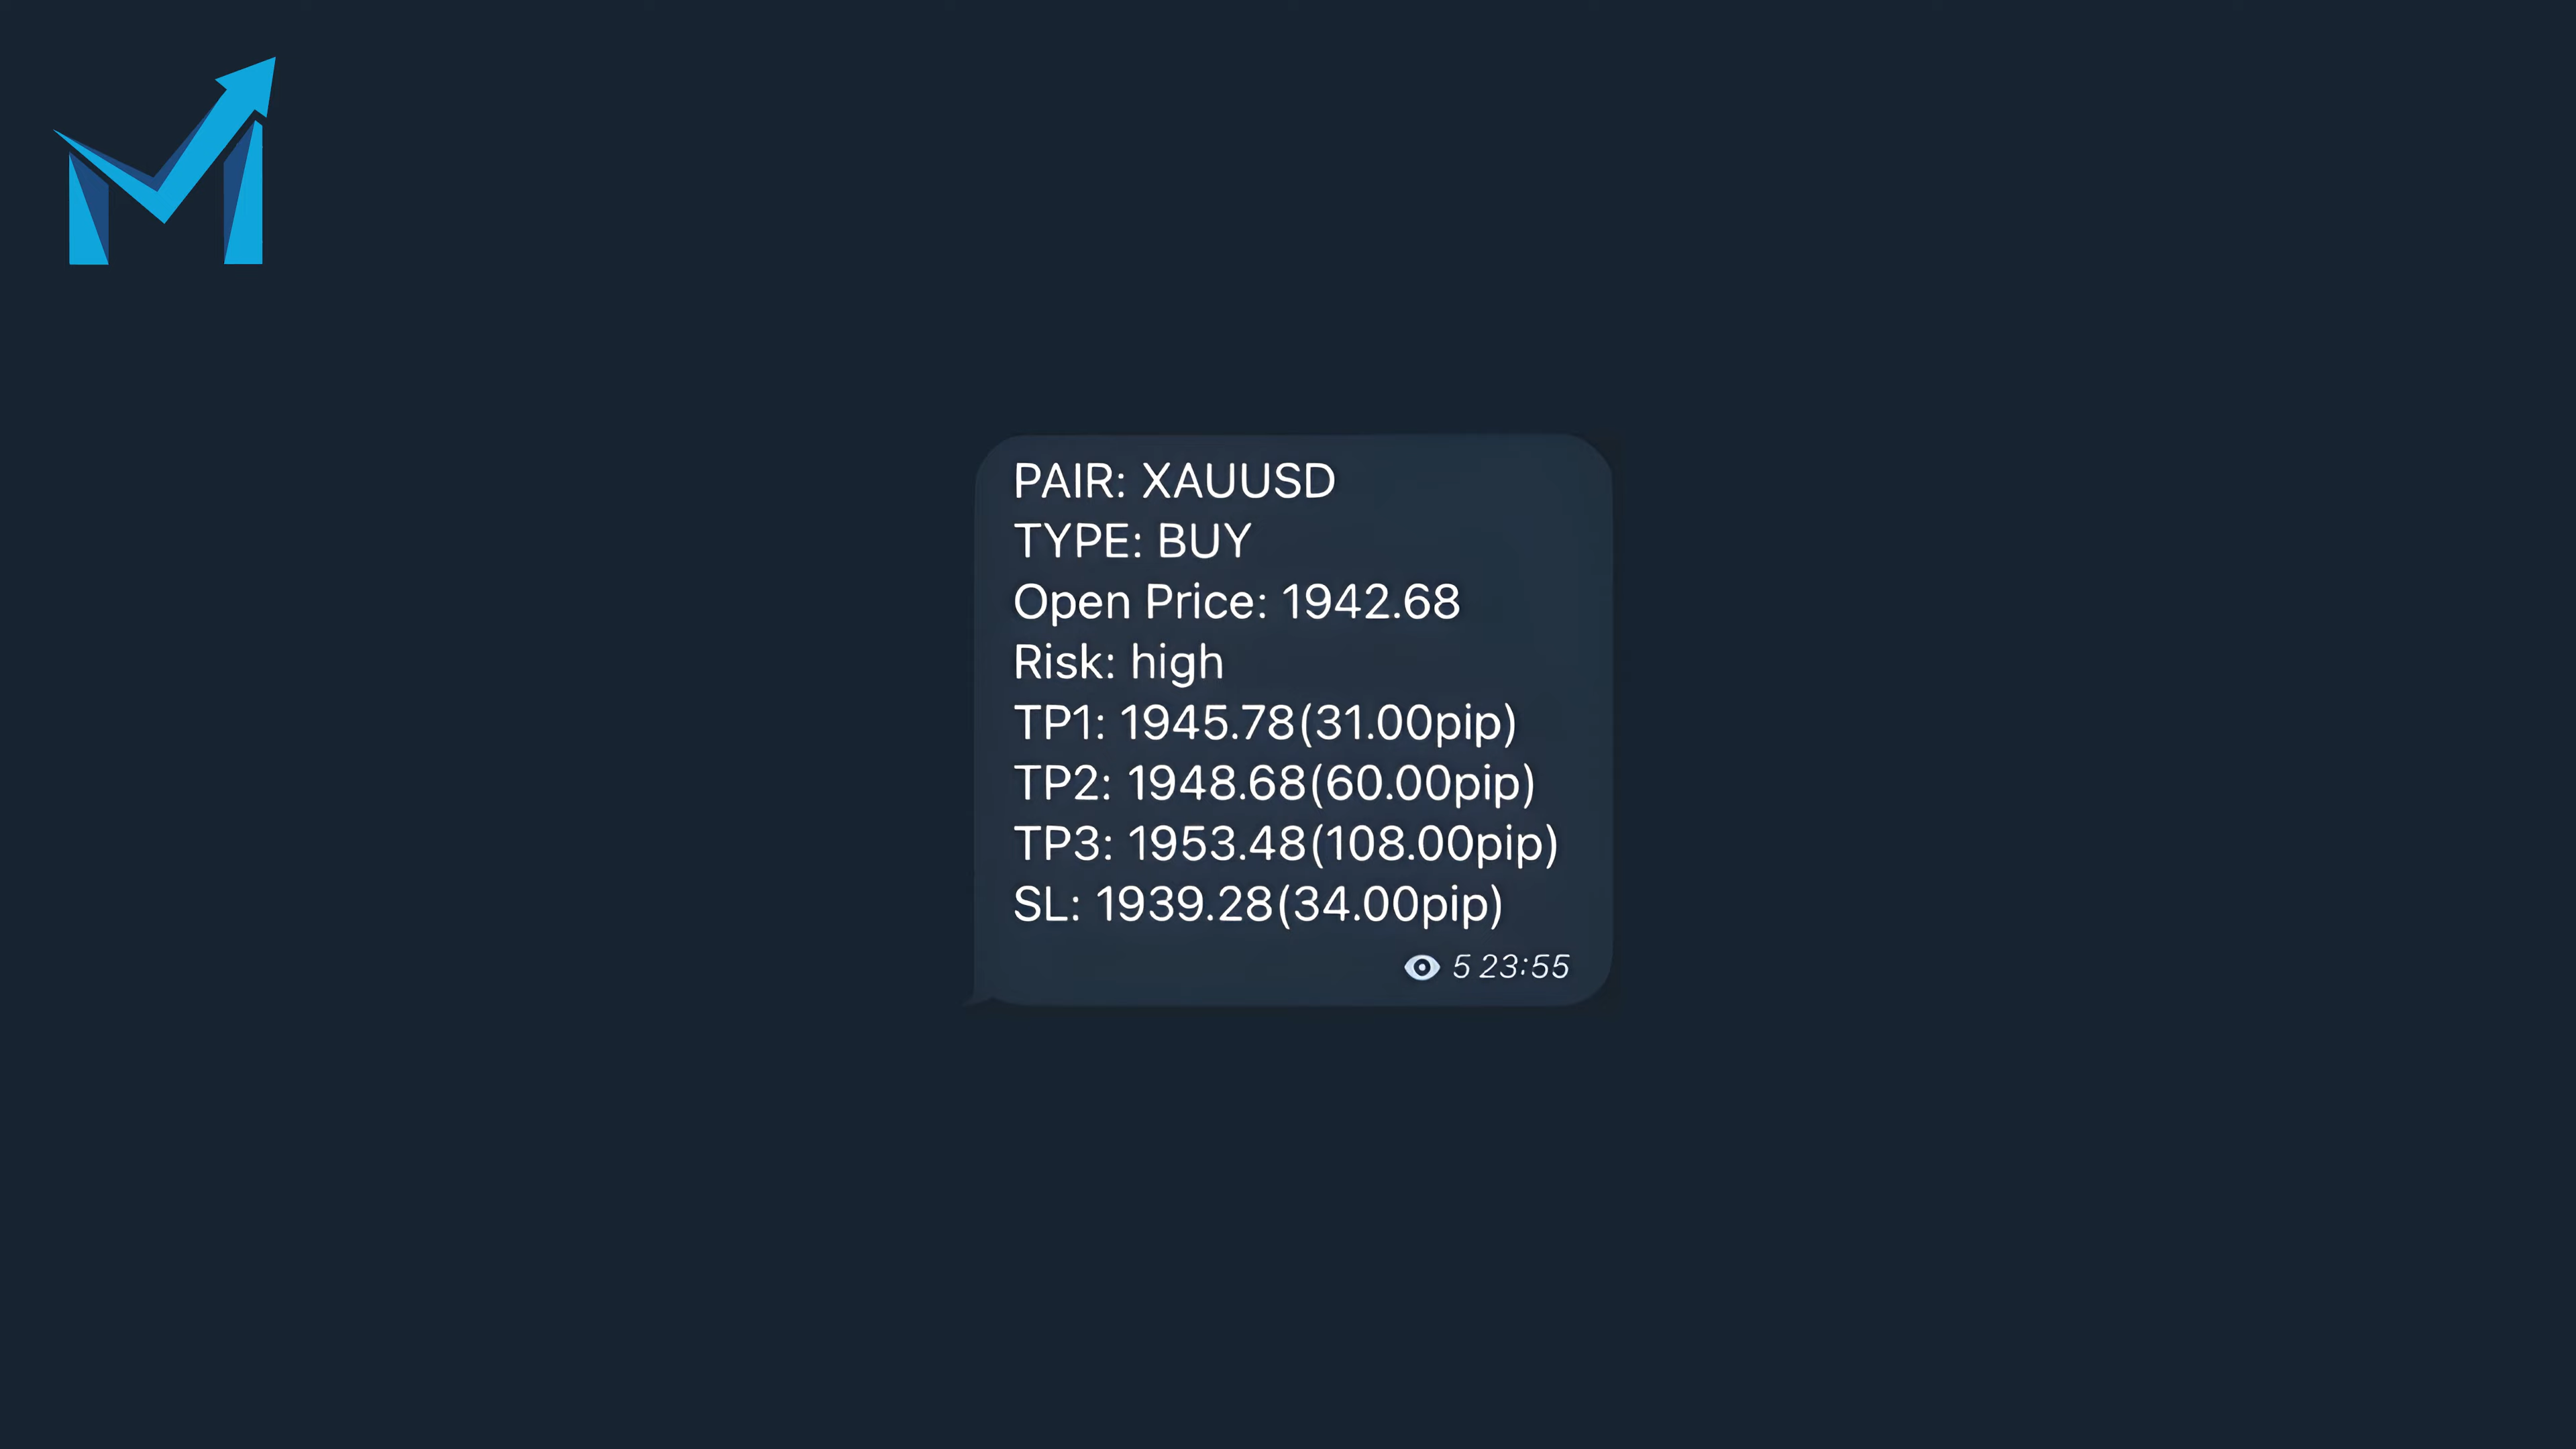 PAIR: XAUUSD
TYPE: BUY
Open Price: 1942.68
Risk: high
TP1: 1945.78(31.00pip)
TP2: 1948.68(60.00pip)
TP3: 1953.48(108.00pip)
SL: 1939.28(34.00pip)
5 23:55